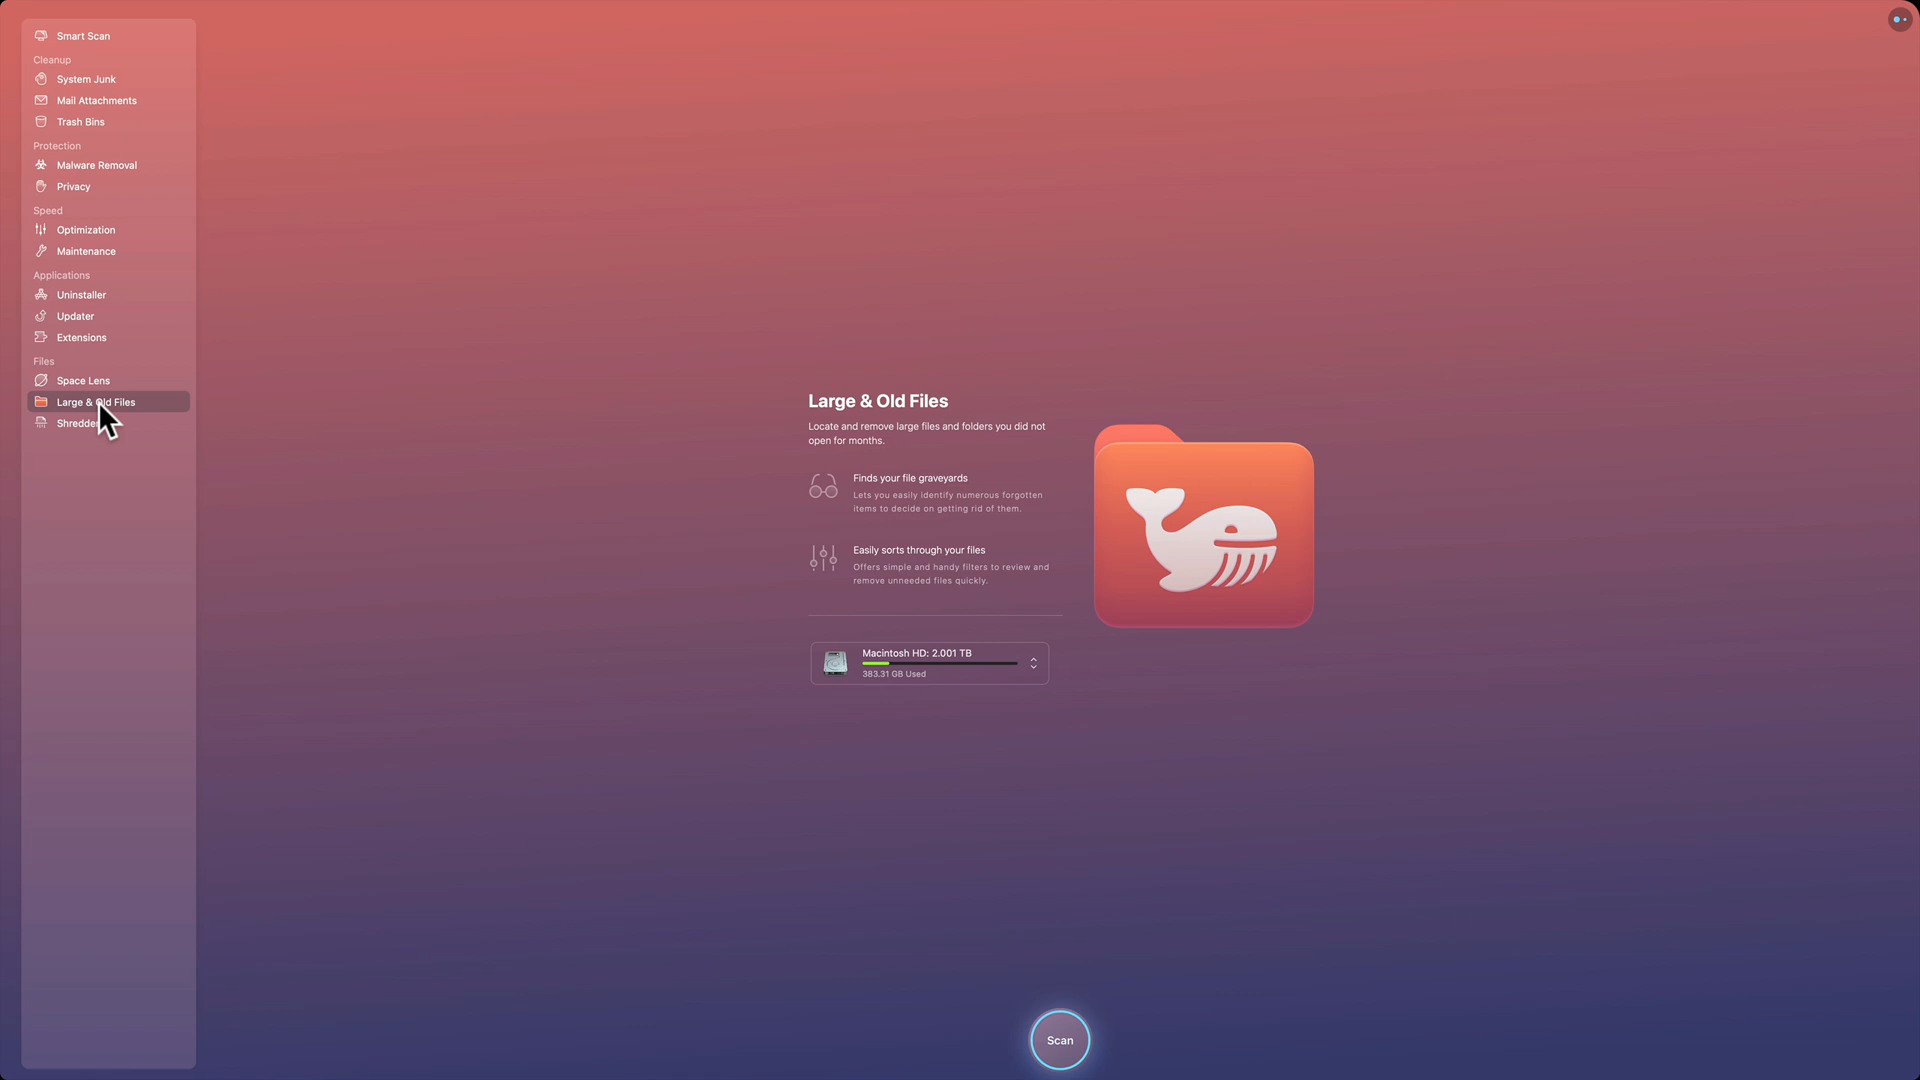 Smart Scan
Cleanup
System Junk
Mail Attachments
Trash Bins
Protection
Malware Removal
Privacy
Speed
Optimization
Maintenance
Applications
Uninstaller
Updater
Extensions
Files
Space Lens
Large & Old Files
Shredder
Large & Old Files
Locate and remove large files and folders you did not
open for months.
Finds your file graveyards
Lets you easily identify numerous forgotten
items to decide on getting rid of them.
Easily sorts through your files
Offers simple and handy filters to review and
remove unneeded files quickly.
Macintosh HD: 2.001 TB
383.31 GB Used
Scan